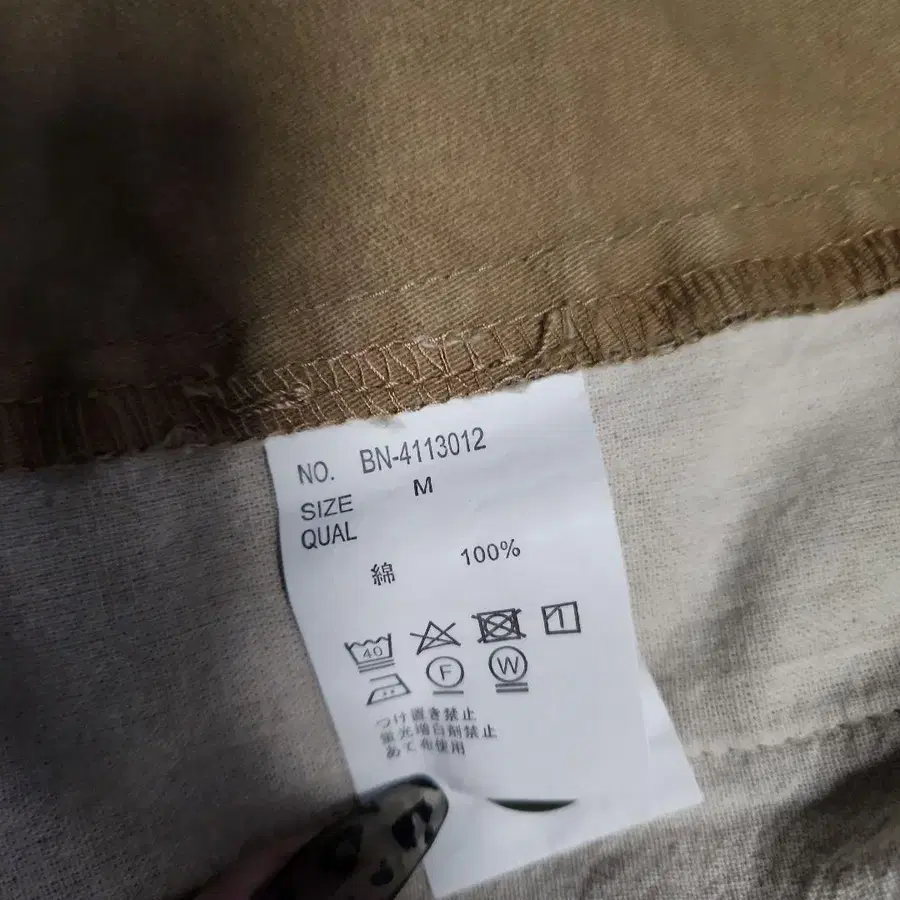 NO. BN-4113012
SIZE M
QUAL
綿 100%
40
F W
つけ置き禁止
蛍光増白剤禁止
あて布使用